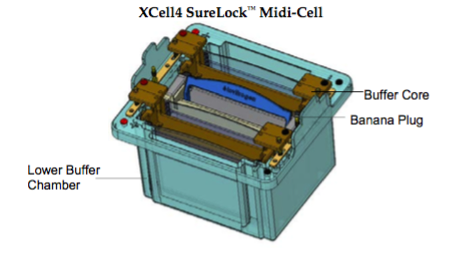 XCell4 SureLock™ Midi-Cell
Buffer Core
Banana Plug
Lower Buffer
Chamber